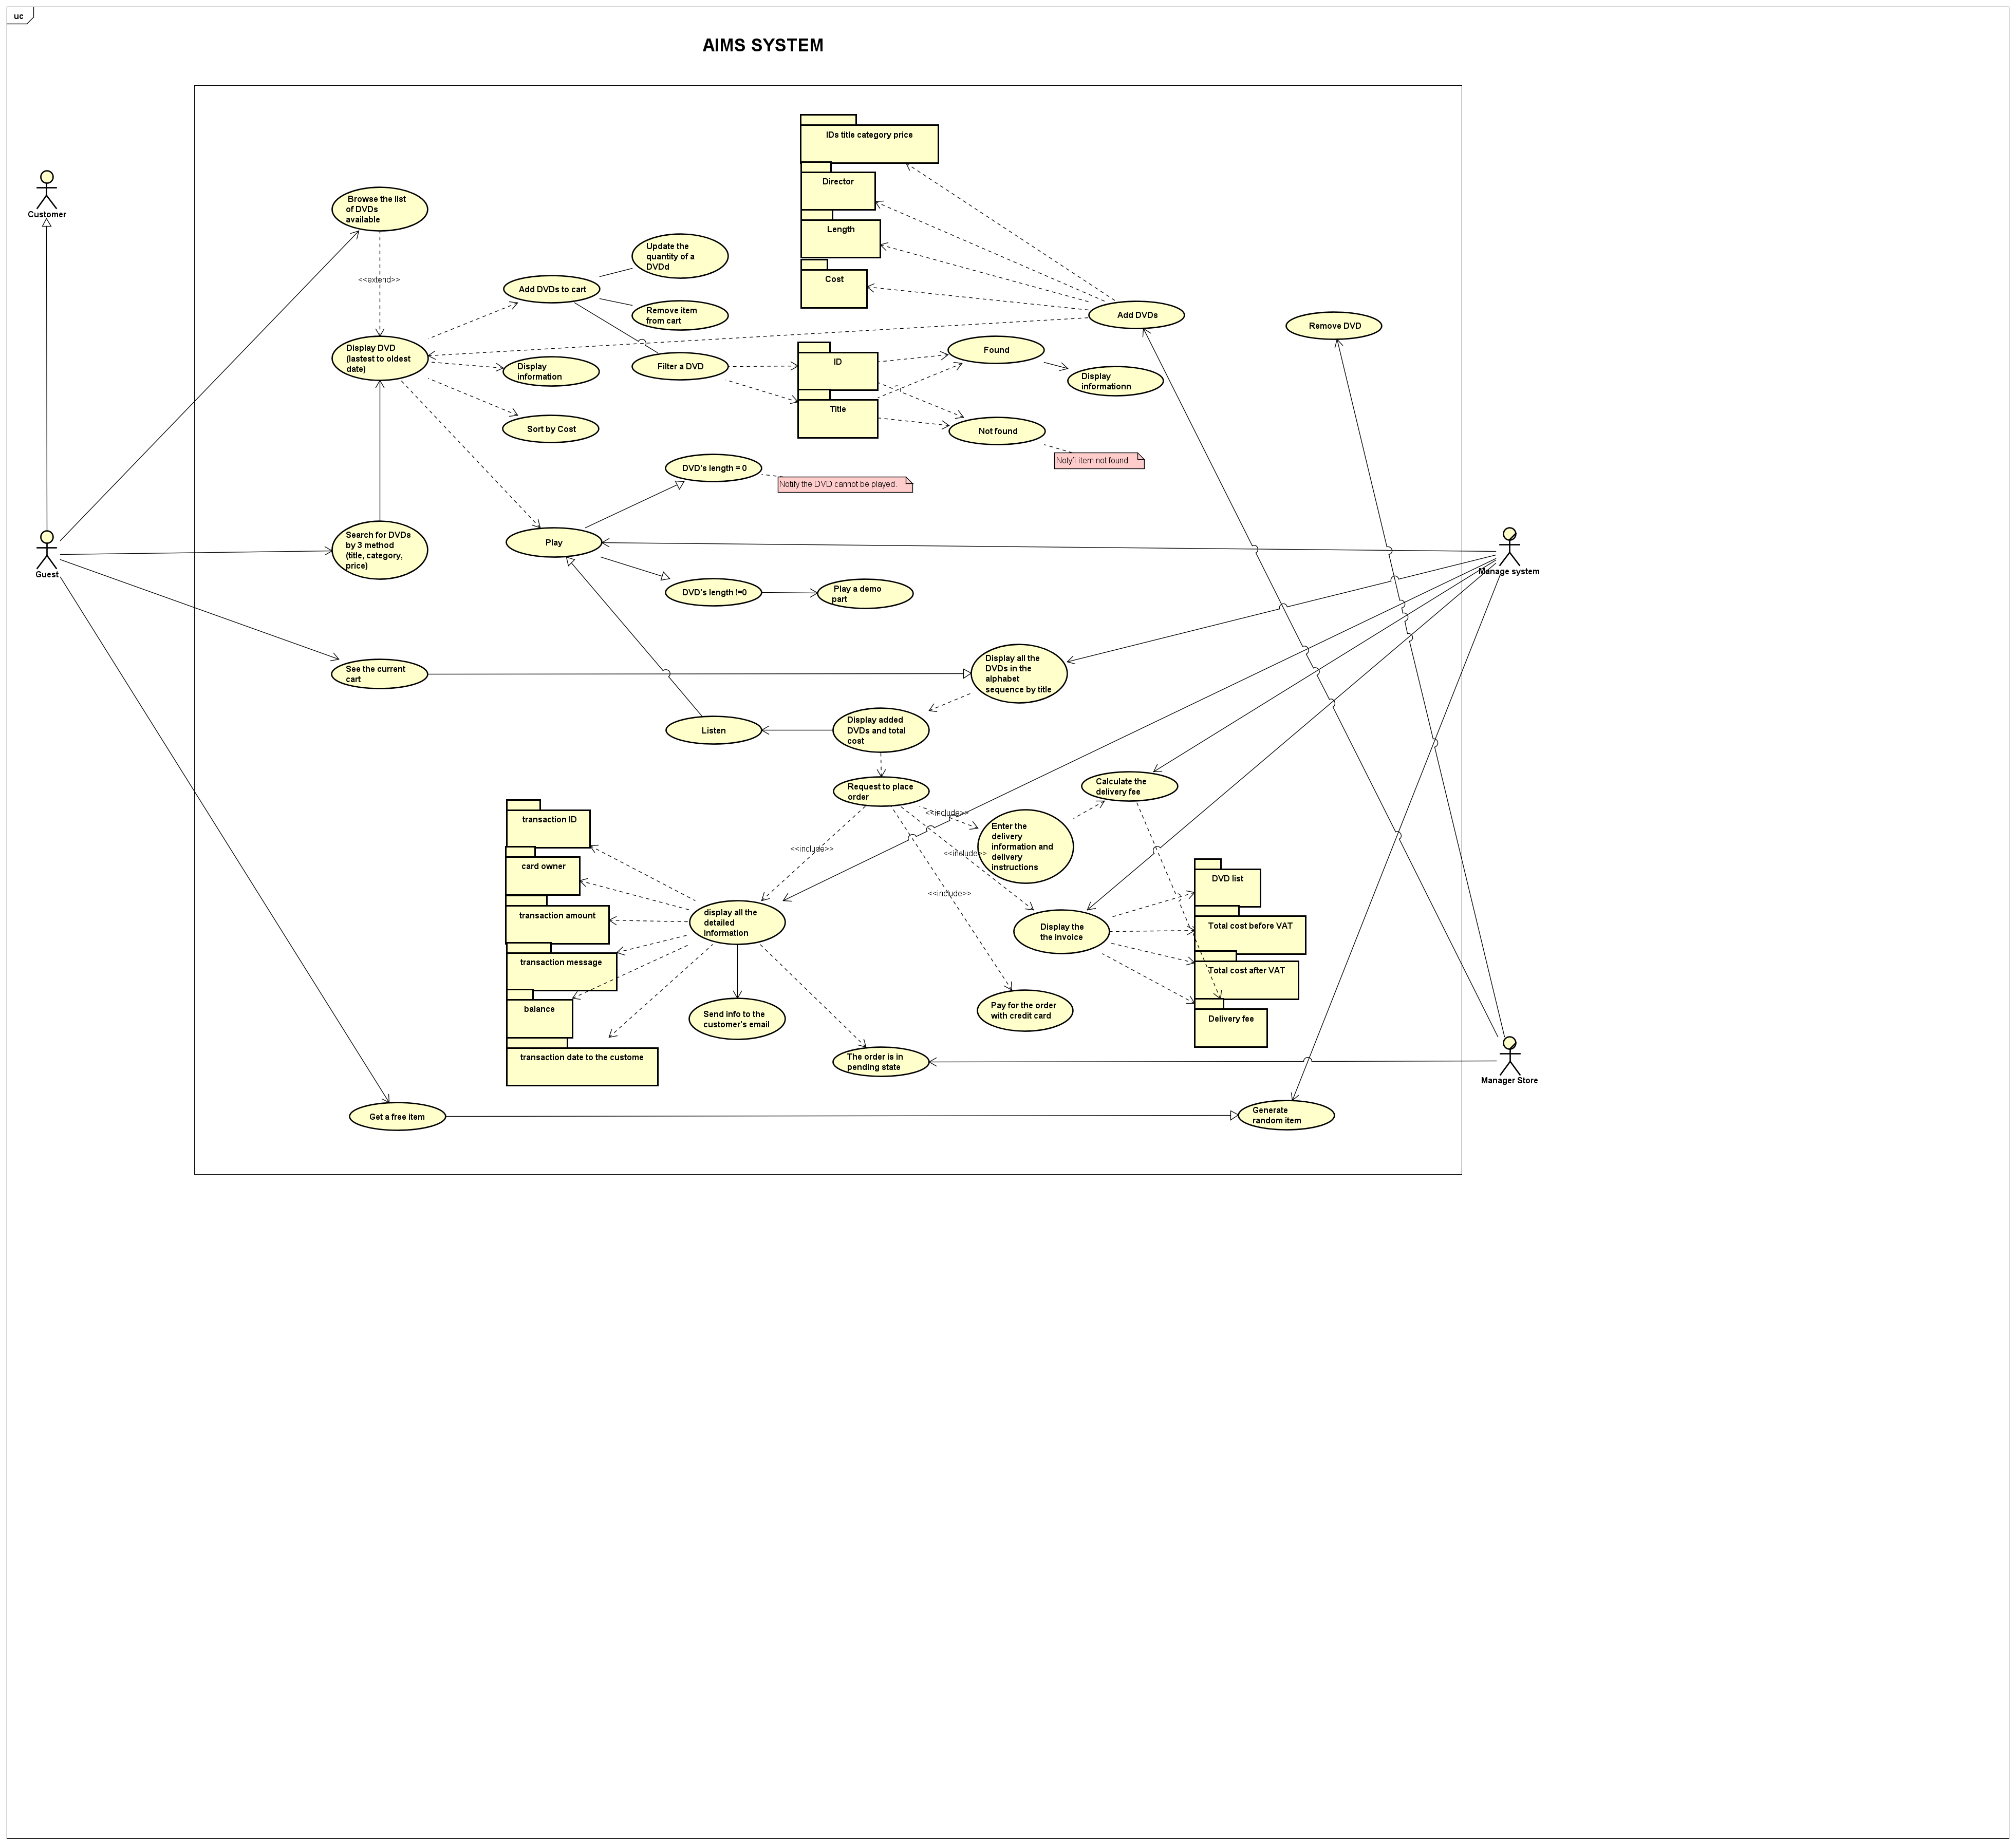 uc
AIMS SYSTEM
IDs title category price
Director
Length
Cost
Customer
Browse the list
of DVDs
available
<<extend>>
Update the
quantity of a
DVDd
Add DVDs to cart
Remove item
from cart
Add DVDs
Remove DVD
Display DVD
(lastest to oldest
date)
Display
information
Filter a DVD
ID
Title
Found
Display
informationn
Sort by Cost
Not found
Notyfi item not found
DVD's length = 0
Notify the DVD cannot be played.
Search for DVDs
by 3 method
(title, category,
price)
Guest
Play
Manage system
DVD's length !=0
Play a demo
part
See the current
cart
Display all the
DVDs in the
alphabet
sequence by title
Listen
Display added
DVDs and total
cost
Request to place
order
Calculate the
delivery fee
<<include>>
<<include>>
<<include>>
<<include>>
Enter the
delivery
information and
delivery
instructions
transaction ID
card owner
transaction amount
transaction message
balance
transaction date to the custome
display all the
detailed
information
Display the
the invoice
DVD list
Total cost before VAT
Total cost after VAT
Delivery fee
Send info to the
customer's email
Pay for the order
with credit card
The order is in
pending state
Manager Store
Get a free item
Generate
random item